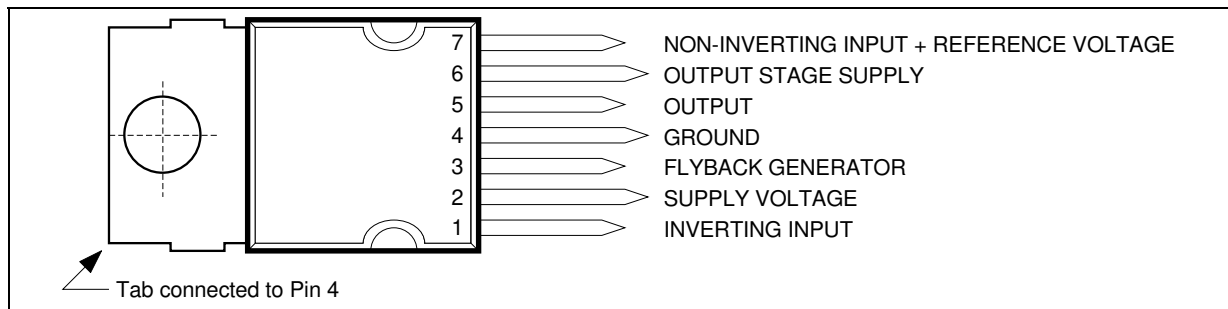 7 NON-INVERTING INPUT + REFERENCE VOLTAGE
6 OUTPUT STAGE SUPPLY
5 OUTPUT
4 GROUND
3 FLYBACK GENERATOR
2 SUPPLY VOLTAGE
1 INVERTING INPUT
Tab connected to Pin 4